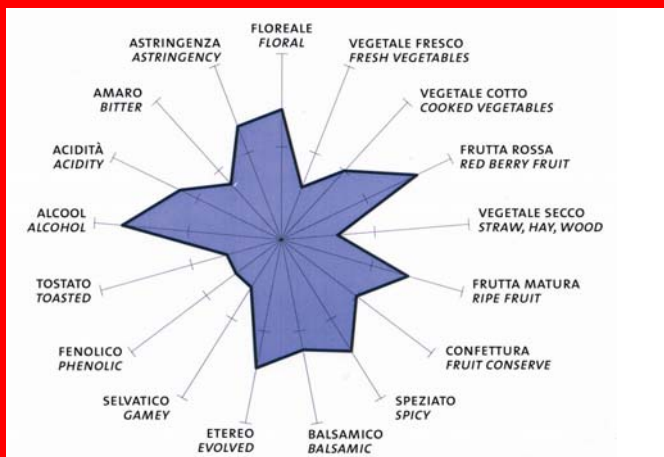 FLOREALE
FLORAL
VEGETALE FRESCO
FRESH VEGETABLES
VEGETALE COTTO
COOKED VEGETABLES
FRUTTA ROSSA
RED BERRY FRUIT
VEGETALE SECCO
STRAW, HAY, WOOD
FRUTTA MATURA
RIPE FRUIT
CONFETTURA
FRUIT CONSERVE
SPEZIATO
SPICY
BALSAMICO
BALSAMIC
ETEREO
EVOLVED
SELVATICO
GAMEY
FENOLICO
PHENOLIC
TOSTATO
TOASTED
ALCOOL
ALCOHOL
ACIDITÀ
ACIDITY
AMARO
BITTER
ASTRINGENZA
ASTRINGENCY